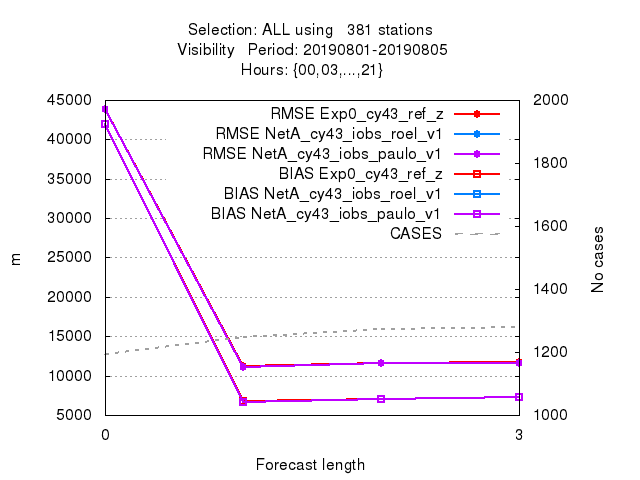 Selection: ALL using   381 stations
Visibility   Period: 20190801-20190805
Hours: {00,03,...,21}
45000
40000
35000
30000
25000
20000
15000
10000
5000
m
RMSE Exp0_cy43_ref_z
RMSE NetA_cy43_iobs_roel_v1
RMSE NetA_cy43_iobs_paulo_v1
BIAS Exp0_cy43_ref_z
BIAS NetA_cy43_iobs_roel_v1
BIAS NetA_cy43_iobs_paulo_v1
CASES
2000
1800
1600
1400
1200
1000
No cases
0
3
Forecast length